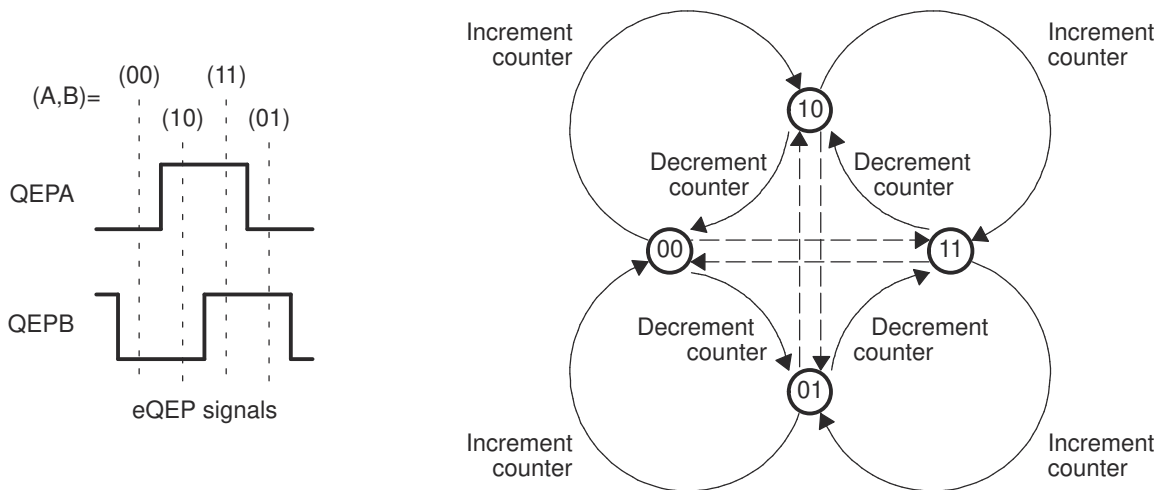 (A,B)=
(00)
(11)
(10)
(01)
QEPA
QEPB
eQEP signals
Increment
counter
Increment
counter
10
Decrement
counter
Decrement
counter
00
11
Decrement
counter
Decrement
counter
01
Increment
counter
Increment
counter